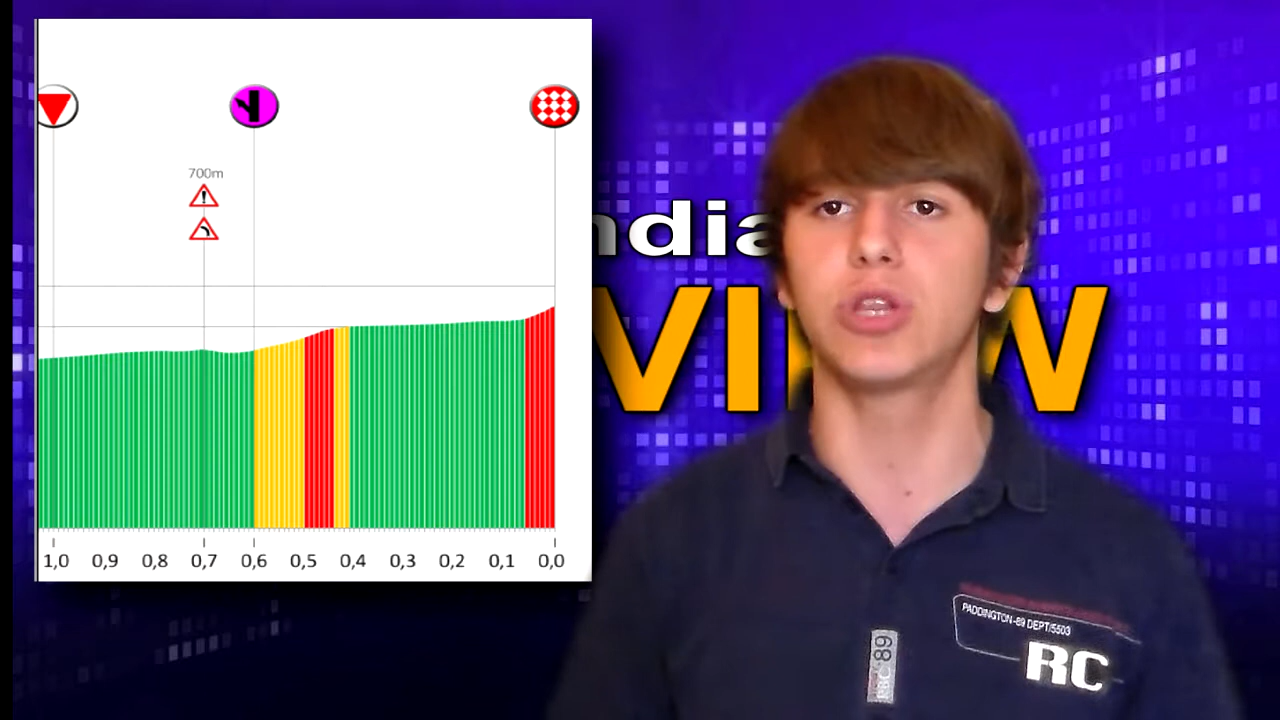 700m
ndia
VIEW
1,0 0,9 0,8 0,7 0,6 0,5 0,4 0,3 0,2 0,1 0,0
PADDINGTON-89 DEPT/5503
RC
RBC'89